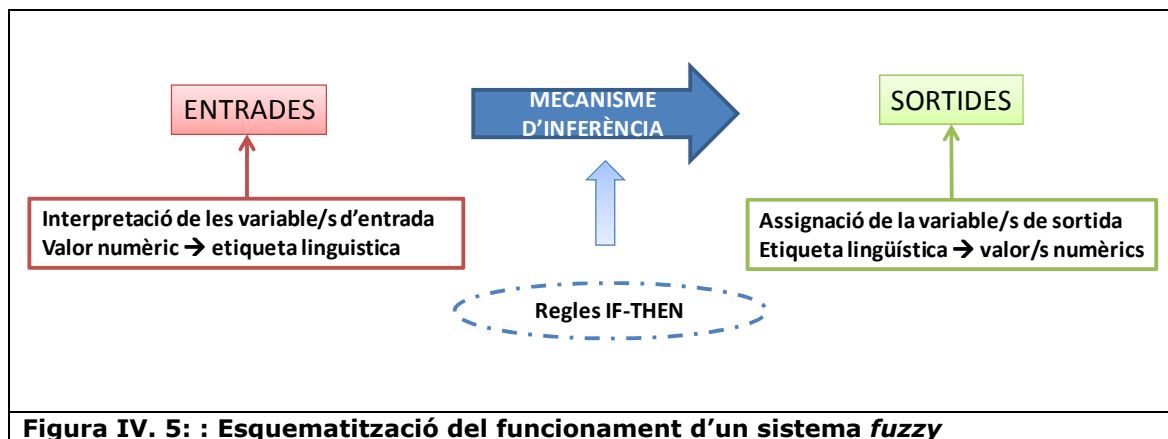 ENTRADES
MECANISME
D'INFERÈNCIA
SORTIDES
Interpretació de les variable/s d'entrada
Valor numèric → etiqueta linguistica
Assignació de la variable/s de sortida
Etiqueta lingüística → valor/s numèrics
Regles IF-THEN
Figura IV. 5: : Esquematització del funcionament d'un sistema fuzzy